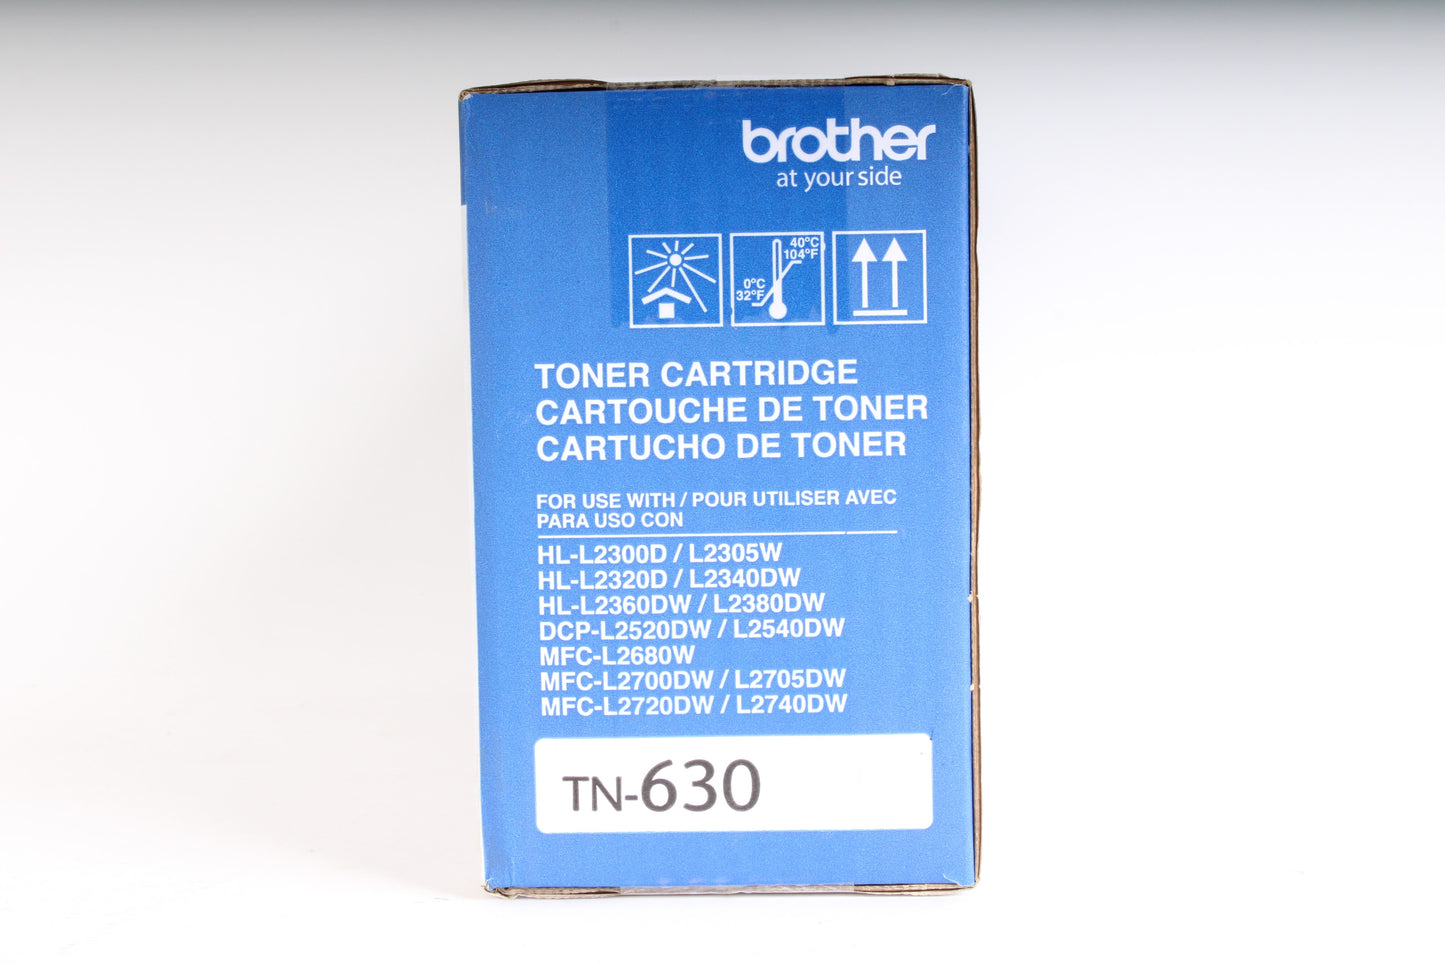 brother
at your side
40°C
104°F
0°C
32°F
TONER CARTRIDGE
CARTOUCHE DE TONER
CARTUCHO DE TONER
FOR USE WITH / POUR UTILISER AVEC
PARA USO CON
HL-L2300D / L2305W
HL-L2320D / L2340DW
HL-L2360DW / L2380DW
DCP-L2520DW / L2540DW
MFC-L2680W
MFC-L2700DW / L2705DW
MFC-L2720DW / L2740DW
TN-630